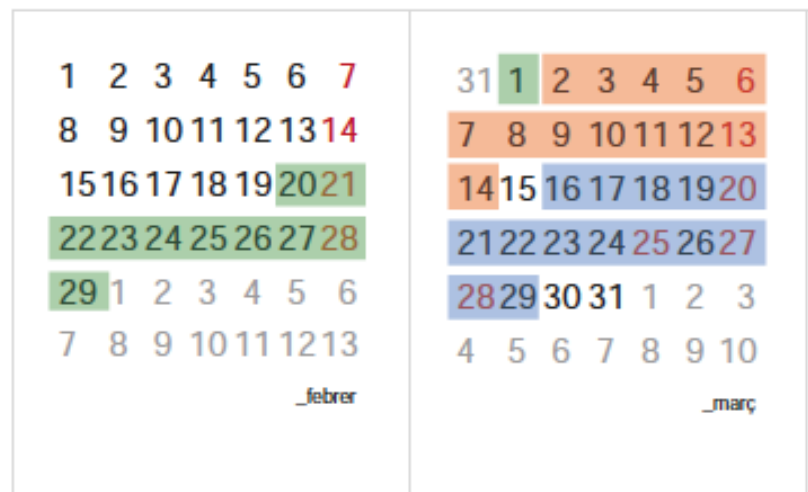 1 2 3 4 5 6 7
8 9 10 11 12 13 14
15 16 17 18 19 20 21
22 23 24 25 26 27 28
29 1 2 3 4 5 6
7 8 9 10 11 12 13
_febrer
31 1 2 3 4 5 6
7 8 9 10 11 12 13
14 15 16 17 18 19 20
21 22 23 24 25 26 27
28 29 30 31 1 2 3
4 5 6 7 8 9 10
_març